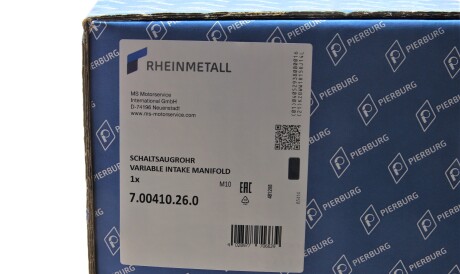 RHEINMETALL
MS Motorservice
International GmbH
D-74196 Neuenstadt
www.ms-motorservice.com
SCHALTSAUGROHR
VARIABLE INTAKE MANIFOLD
1x
M10
EAC
7.00410.26.0
PIERBURG
PIERBURG
PIERBURG
PIERBURG
PIERBURG
PIERBURG
PIERBURG